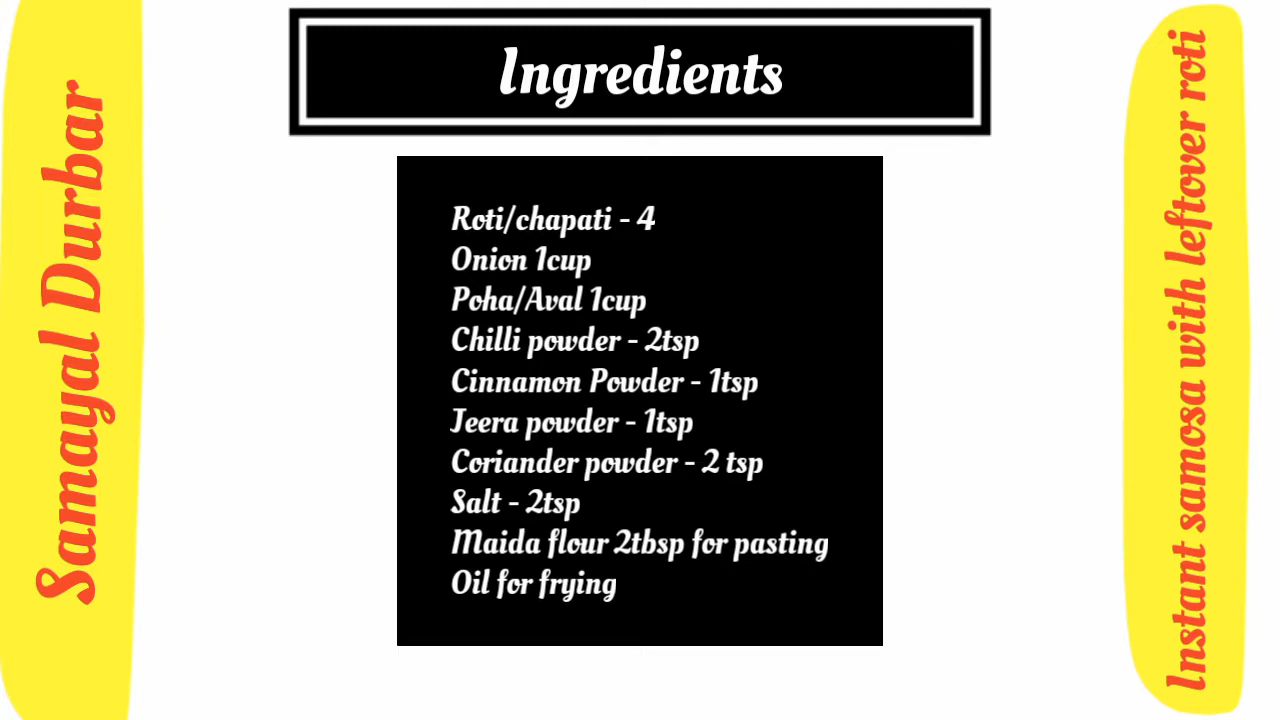 Samayal Durbar
Ingredients
Roti/chapati - 4
Onion 1cup
Poha/Aval 1cup
Chilli powder - 2tsp
Cinnamon Powder - 1tsp
Jeera powder - 1tsp
Coriander powder - 2 tsp
Salt - 2tsp
Maida flour 2tbsp for pasting
Oil for frying
Instant samosa with leftover roti